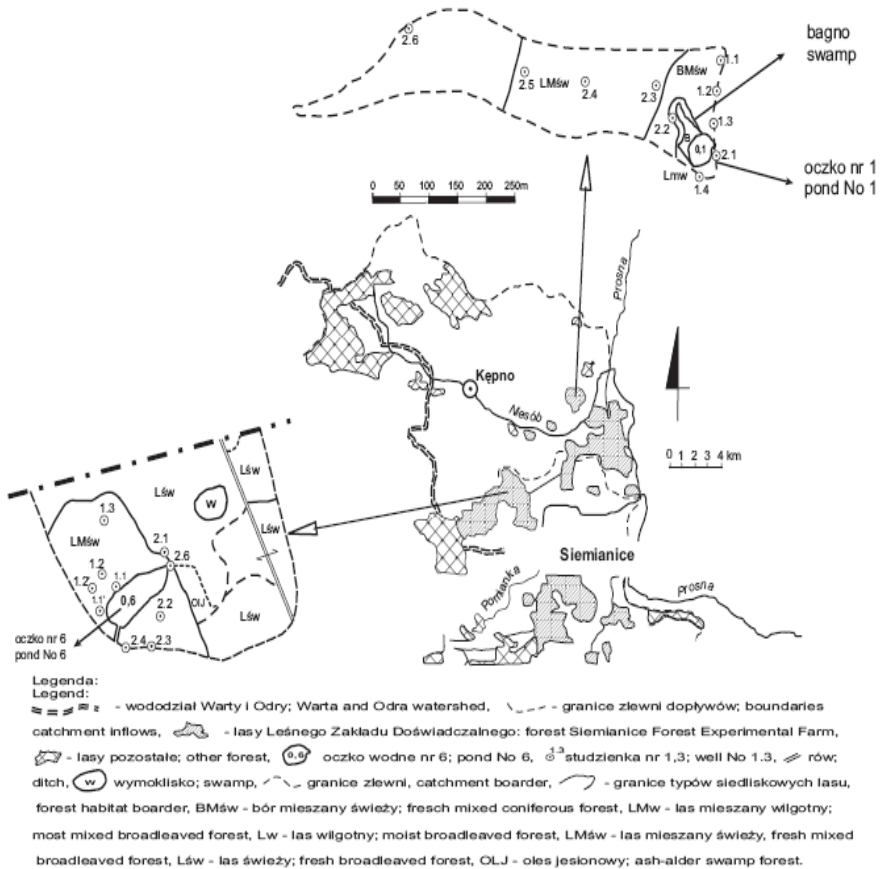 2.6
bagno
swamp
BMśw
1.1
2.5
LMśw
2.4
2.3
1.2
2.2
1.3
B
0,1
2.1
oczko nr 1
pond No 1
Lmw
1.4
0 50 100 150 200 250m
Prosna
Kępno
Niesób
0 1 2 3 4 km
Lśw
Lśw
W
Lśw
1.3
LMśw
2.1
2.6
1.2
1.2'
1.1
1.1'
0,6
2.2
OlJ
Lśw
oczko nr 6
pond No 6
2.4
2.3
Siemianice
Pomianka
Prosna
Legenda:
Legend:
- wododział Warty i Odry; Warta and Odra watershed, - granice zlewni dopływów; boundaries
catchment inflows, - lasy Leśnego Zakładu Doświadczalnego: forest Siemianice Forest Experimental Farm,
- lasy pozostałe; other forest, 0,6 oczko wodne nr 6; pond No 6, 1.3 studzienka nr 1,3; well No 1.3, rów;
ditch, w wymoklisko; swamp, granice zlewni, catchment boarder, - granice typów siedliskowych lasu,
forest habitat boarder, BMśw - bór mieszany świeży; fresch mixed coniferous forest, LMw - las mieszany wilgotny;
most mixed broadleaved forest, Lw - las wilgotny; moist broadleaved forest, LMśw - las mieszany świeży, fresh mixed
broadleaved forest, Lśw - las świeży; fresh broadleaved forest, OLJ - oles jesionowy; ash-alder swamp forest.